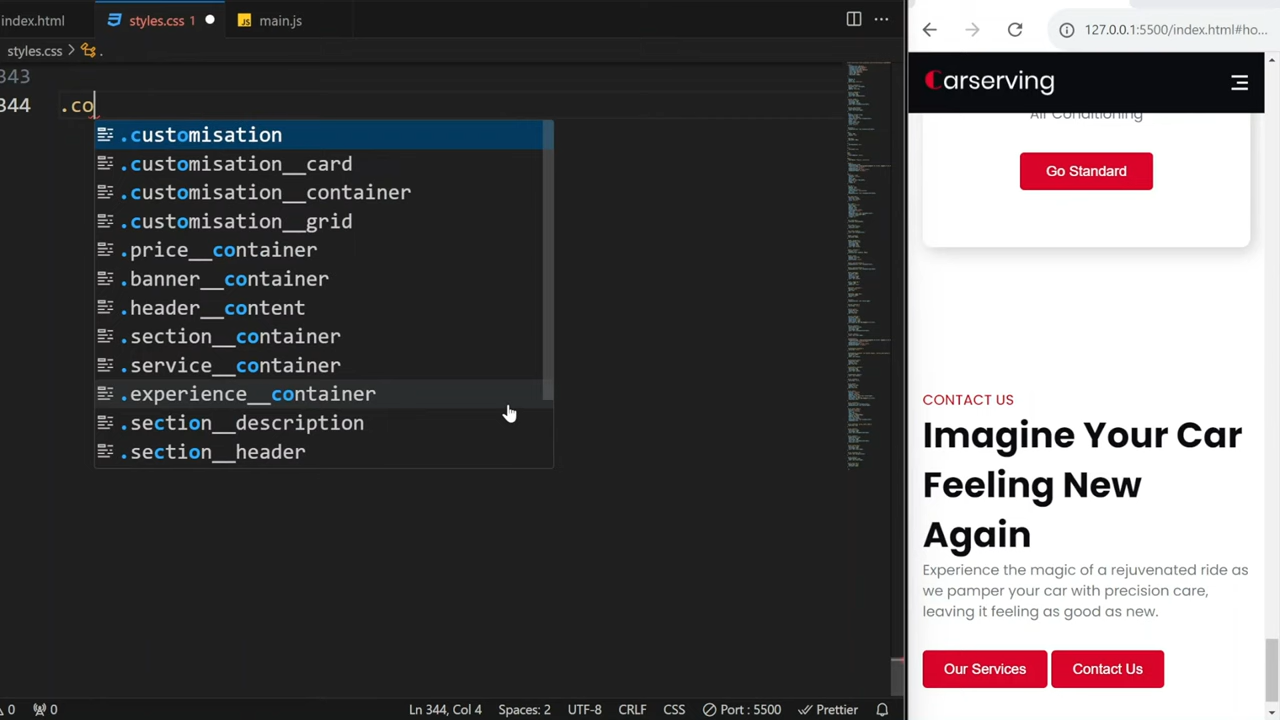 index.html
styles.css 1
JS main.js
styles.css > .
343
344 .co
.customisation
.customisation__card
.customisation__container
.customisation__grid
.price__container
.banner__container
.header__content
.section__container
.service__container
.experience__container
.section__description
.section__header
0 0
Ln 344, Col 4
Spaces: 2
UTF-8
CRLF
CSS
Port : 5500
Prettier
127.0.0.1:5500/index.html#ho...
Carserving
Air Conditioning
Go Standard
CONTACT US
Imagine Your Car
Feeling New
Again
Experience the magic of a rejuvenated ride as
we pamper your car with precision care,
leaving it feeling as good as new.
Our Services
Contact Us